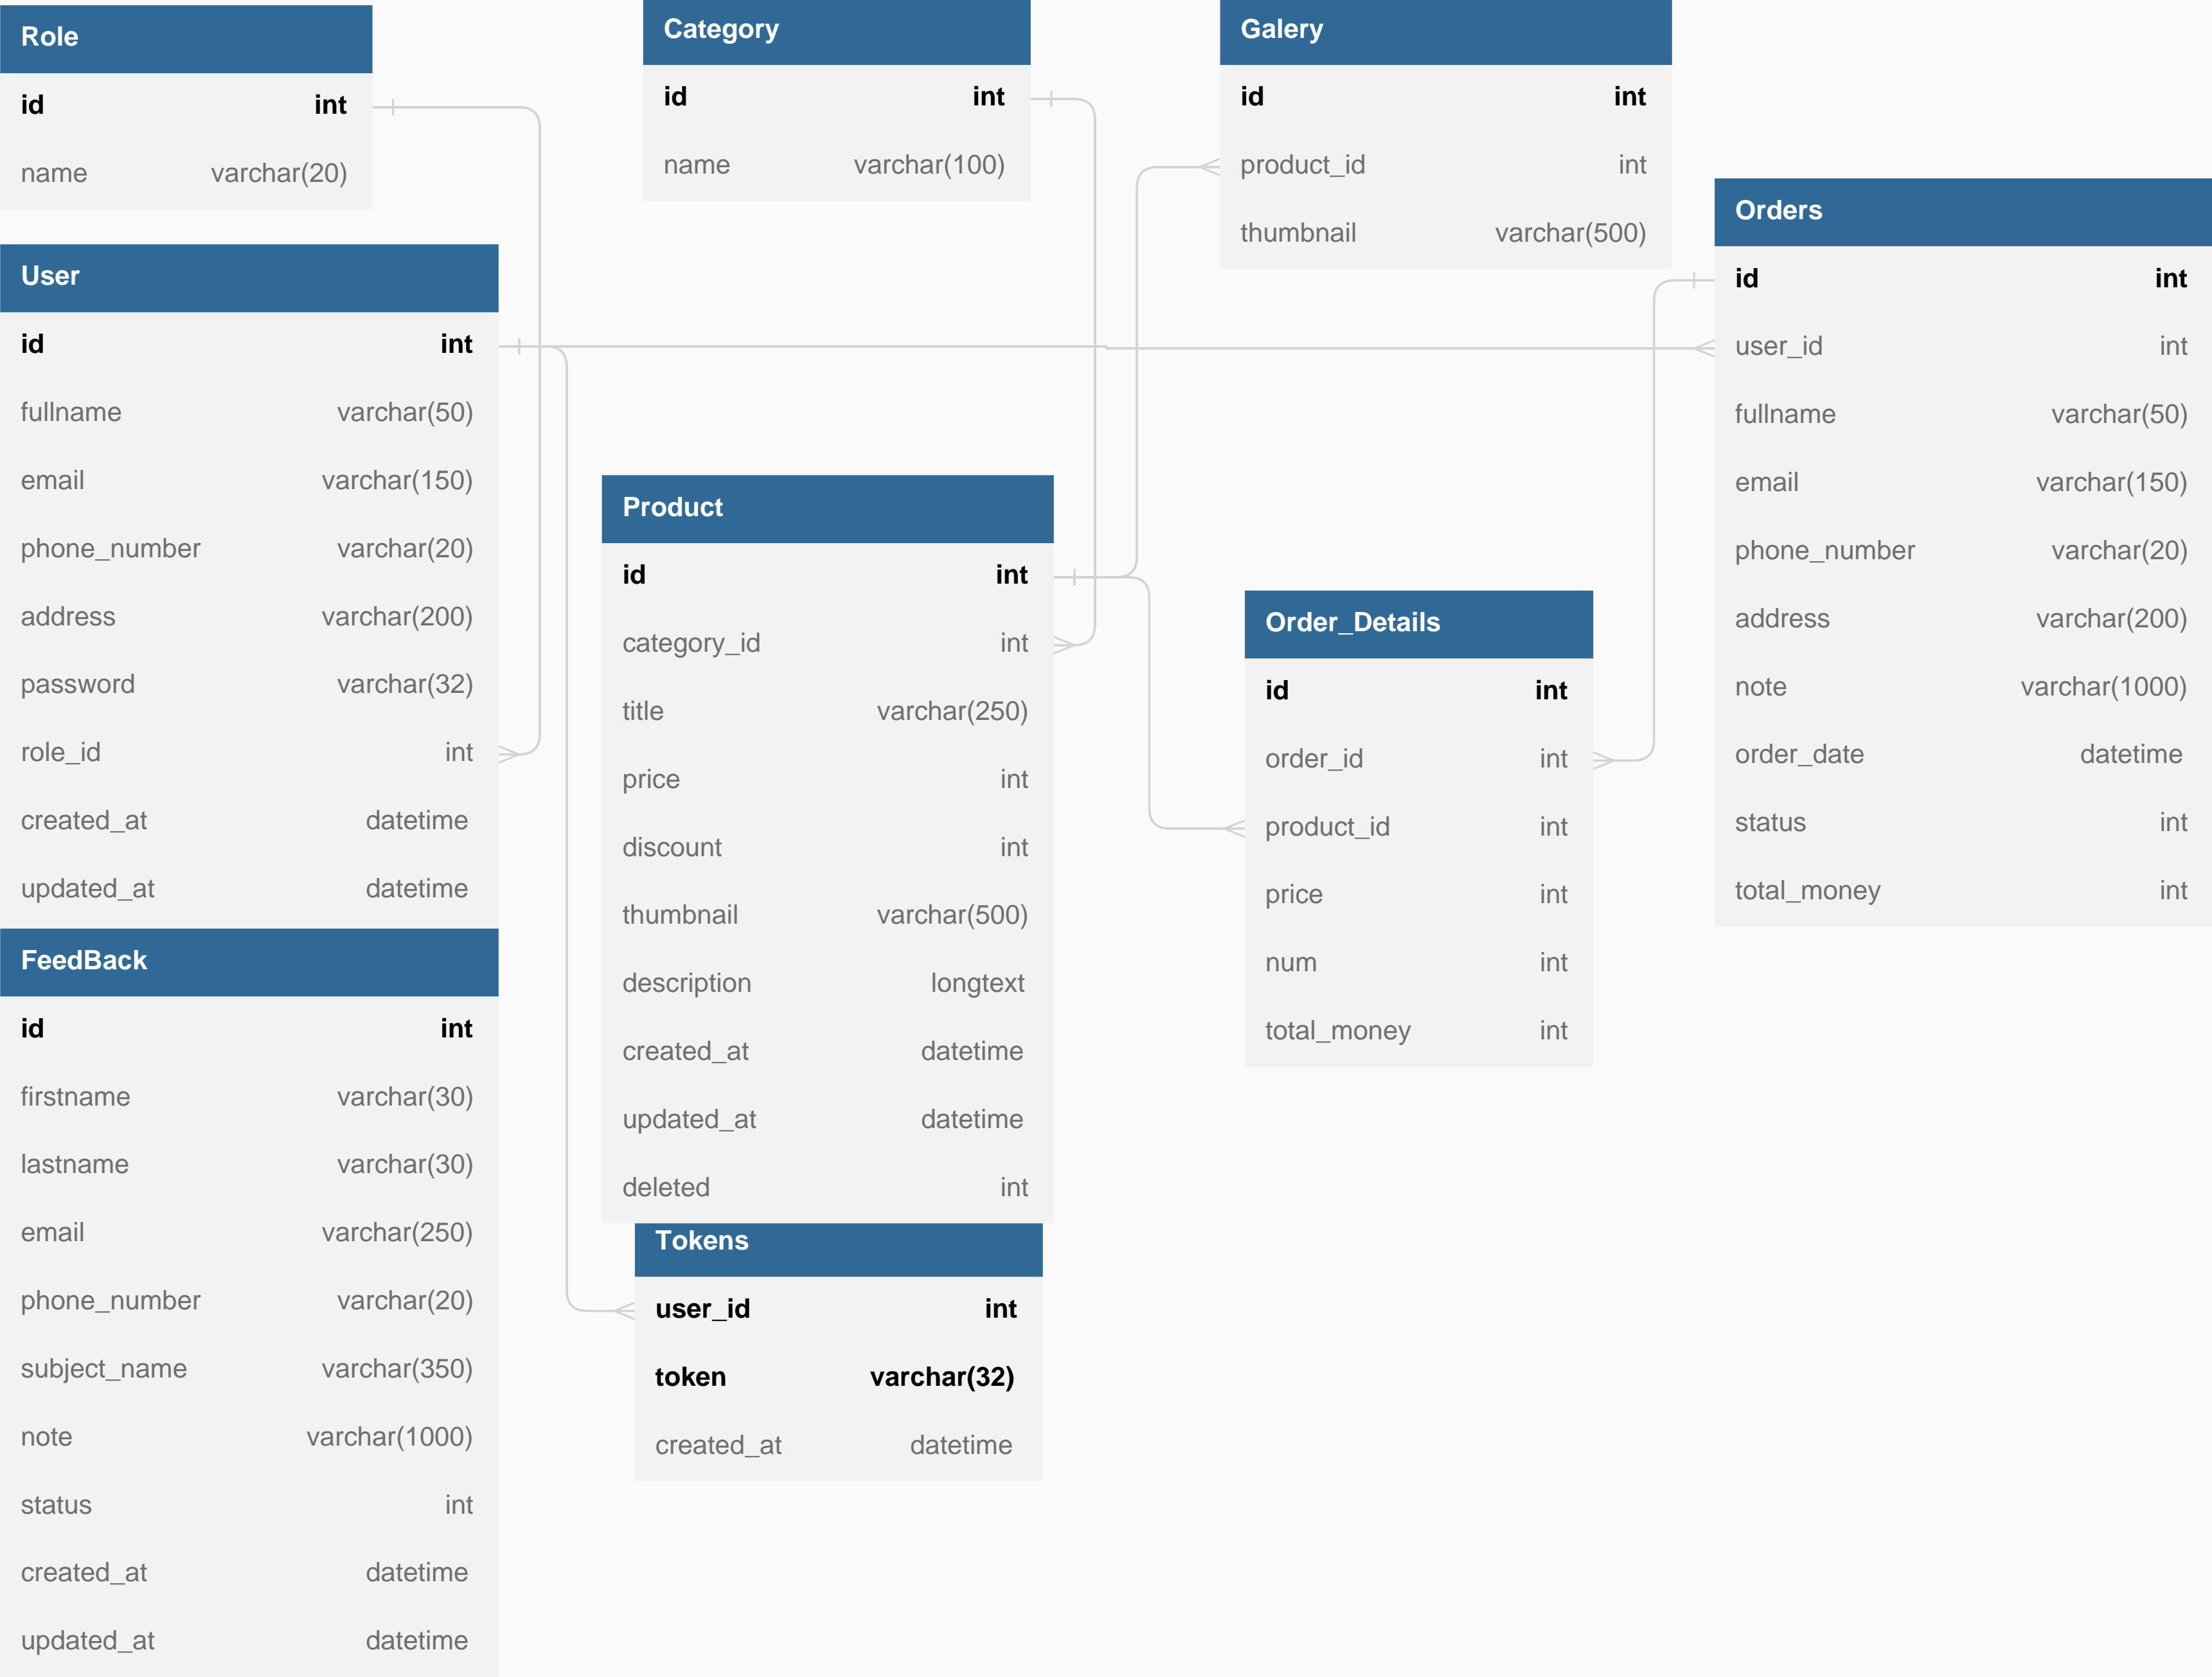 Role
id int
name varchar(20)
Category
id int
name varchar(100)
Galery
id int
product_id int
thumbnail varchar(500)
Orders
id int
user_id int
fullname varchar(50)
email varchar(150)
phone_number varchar(20)
address varchar(200)
note varchar(1000)
order_date datetime
status int
total_money int
User
id int
fullname varchar(50)
email varchar(150)
phone_number varchar(20)
address varchar(200)
password varchar(32)
role_id int
created_at datetime
updated_at datetime
Product
id int
category_id int
title varchar(250)
price int
discount int
thumbnail varchar(500)
description longtext
created_at datetime
updated_at datetime
deleted int
Order_Details
id int
order_id int
product_id int
price int
num int
total_money int
FeedBack
id int
firstname varchar(30)
lastname varchar(30)
email varchar(250)
phone_number varchar(20)
subject_name varchar(350)
note varchar(1000)
status int
created_at datetime
updated_at datetime
Tokens
user_id int
token varchar(32)
created_at datetime